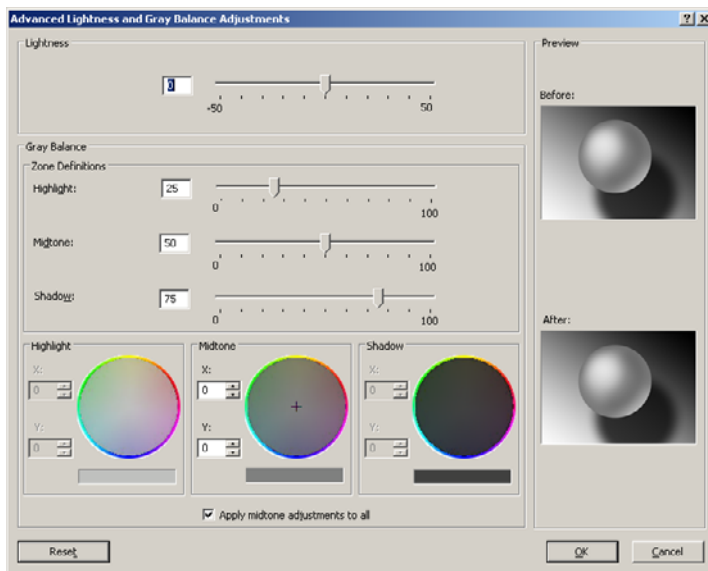 Advanced Lightness and Gray Balance Adjustments
Lightness
0
-50 50
Gray Balance
Zone Definitions
Highlight: 25
0 100
Midtone: 50
0 100
Shadow: 75
0 100
Highlight
X:
0
Y:
0
Midtone
X:
0
Y:
0
Shadow
X:
0
Y:
0
Apply midtone adjustments to all
Preview
Before:
After:
Reset
OK
Cancel